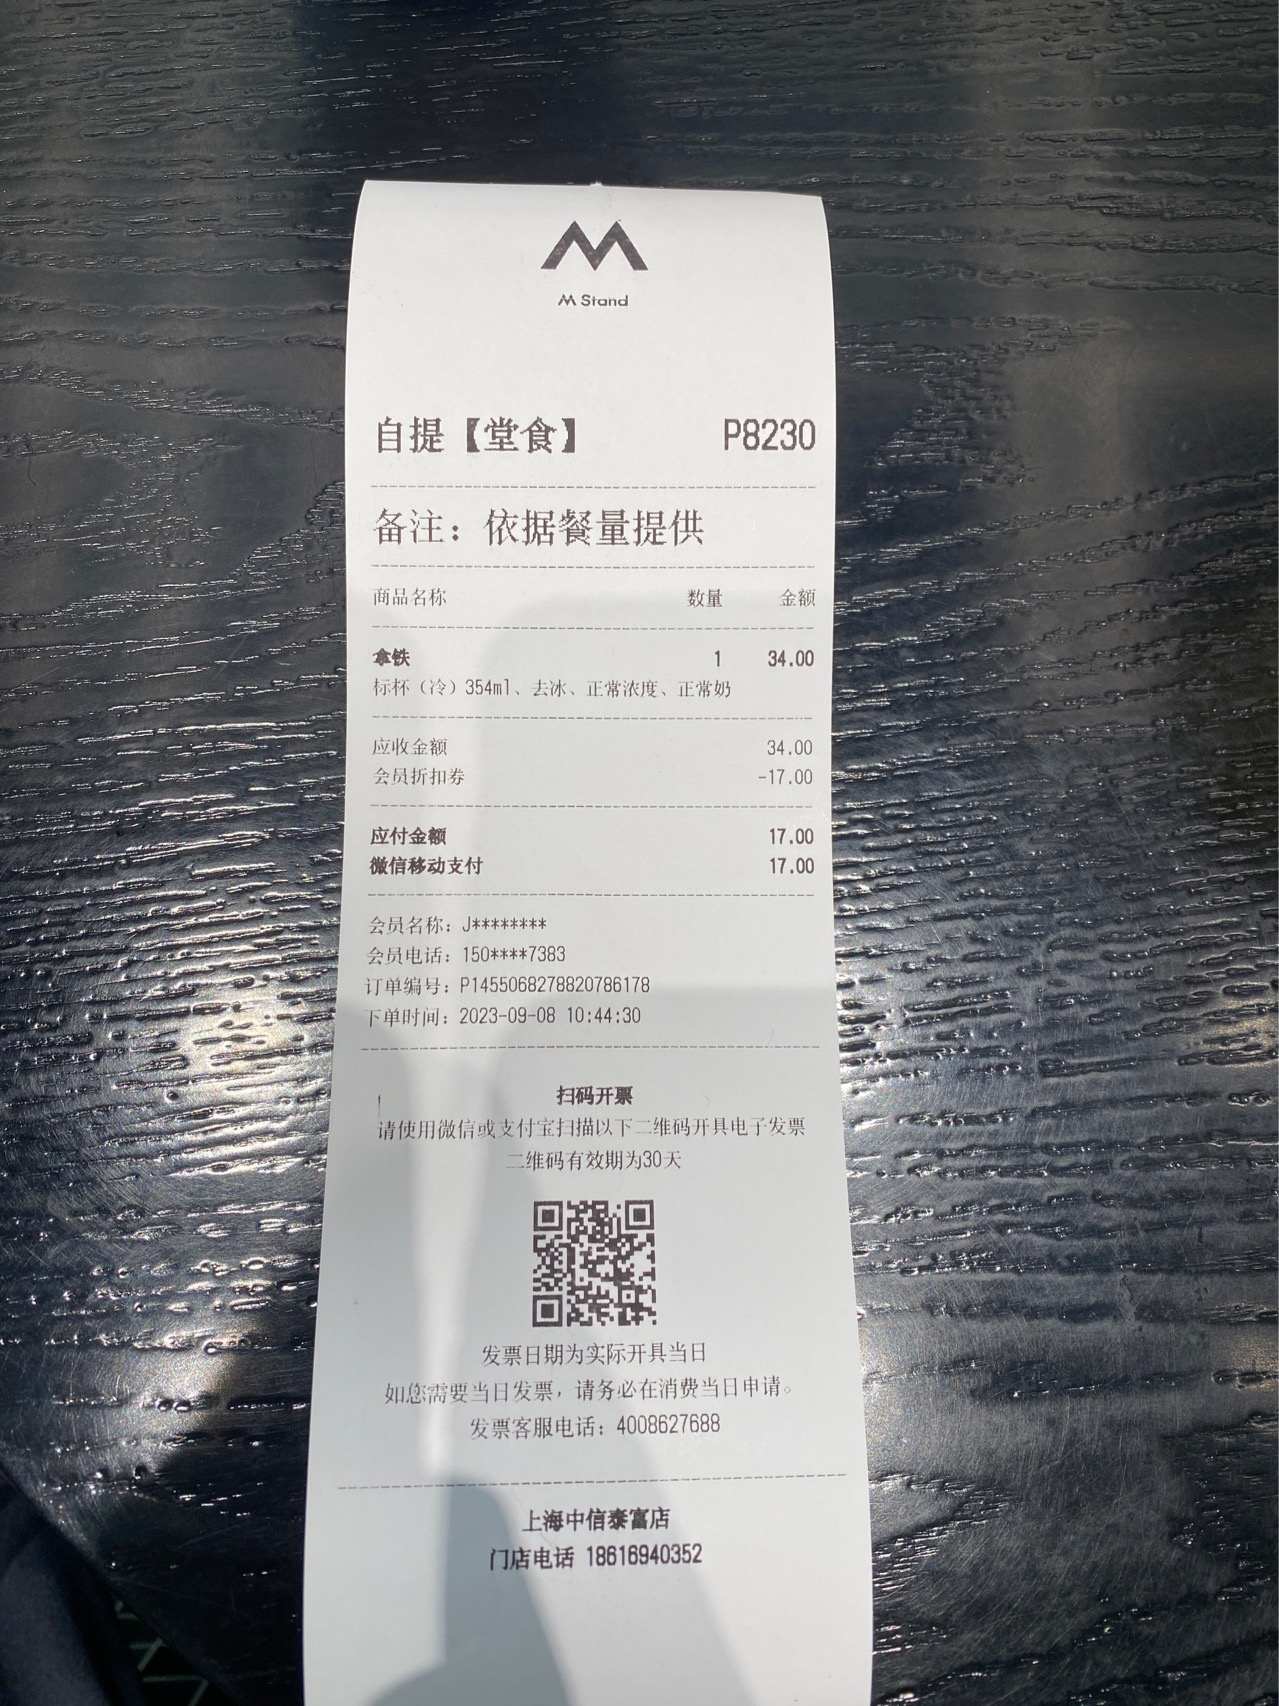 M Stand
自提【堂食】 P8230
备注：依据餐量提供
商品名称 数量 金额
拿铁 1 34.00
标杯（冷）354ml、去冰、正常浓度、正常奶
应收金额 34.00
会员折扣券 -17.00
应付金额 17.00
微信移动支付 17.00
会员名称：J********
会员电话：150****7383
订单编号：P1455068278820786178
下单时间：2023-09-08 10:44:30
扫码开票
请使用微信或支付宝扫描以下二维码开具电子发票
二维码有效期为30天
发票日期为实际开具当日
如您需要当日发票，请务必在消费当日申请。
发票客服电话：4008627688
上海中信泰富店
门店电话 18616940352